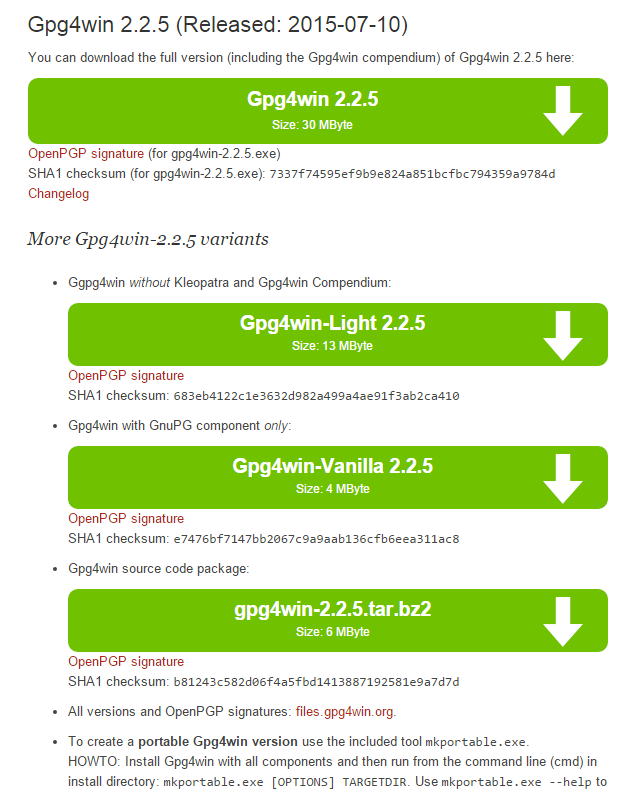 Gpg4win 2.2.5 (Released: 2015-07-10)
You can download the full version (including the Gpg4win compendium) of Gpg4win 2.2.5 here:
Gpg4win 2.2.5
Size: 30 MByte
OpenPGP signature (for gpg4win-2.2.5.exe)
SHA1 checksum (for gpg4win-2.2.5.exe): 7337f74595ef9b9e824a851bcfbc794359a9784d
Changelog
More Gpg4win-2.2.5 variants
• Ggpg4win without Kleopatra and Gpg4win Compendium:
Gpg4win-Light 2.2.5
Size: 13 MByte
OpenPGP signature
SHA1 checksum: 683eb4122c1e3632d982a499a4ae91f3ab2ca410
• Gpg4win with GnuPG component only:
Gpg4win-Vanilla 2.2.5
Size: 4 MByte
OpenPGP signature
SHA1 checksum: e7476bf7147bb2067c9a9aab136cfb6eea311ac8
• Gpg4win source code package:
gpg4win-2.2.5.tar.bz2
Size: 6 MByte
OpenPGP signature
SHA1 checksum: b81243c582d06f4a5fbd1413887192581e9a7d7d
• All versions and OpenPGP signatures: files.gpg4win.org.
• To create a portable Gpg4win version use the included tool mkportable.exe.
HOWTO: Install Gpg4win with all components and then run from the command line (cmd) in
install directory: mkportable.exe [OPTIONS] TARGETDIR. Use mkportable.exe --help to